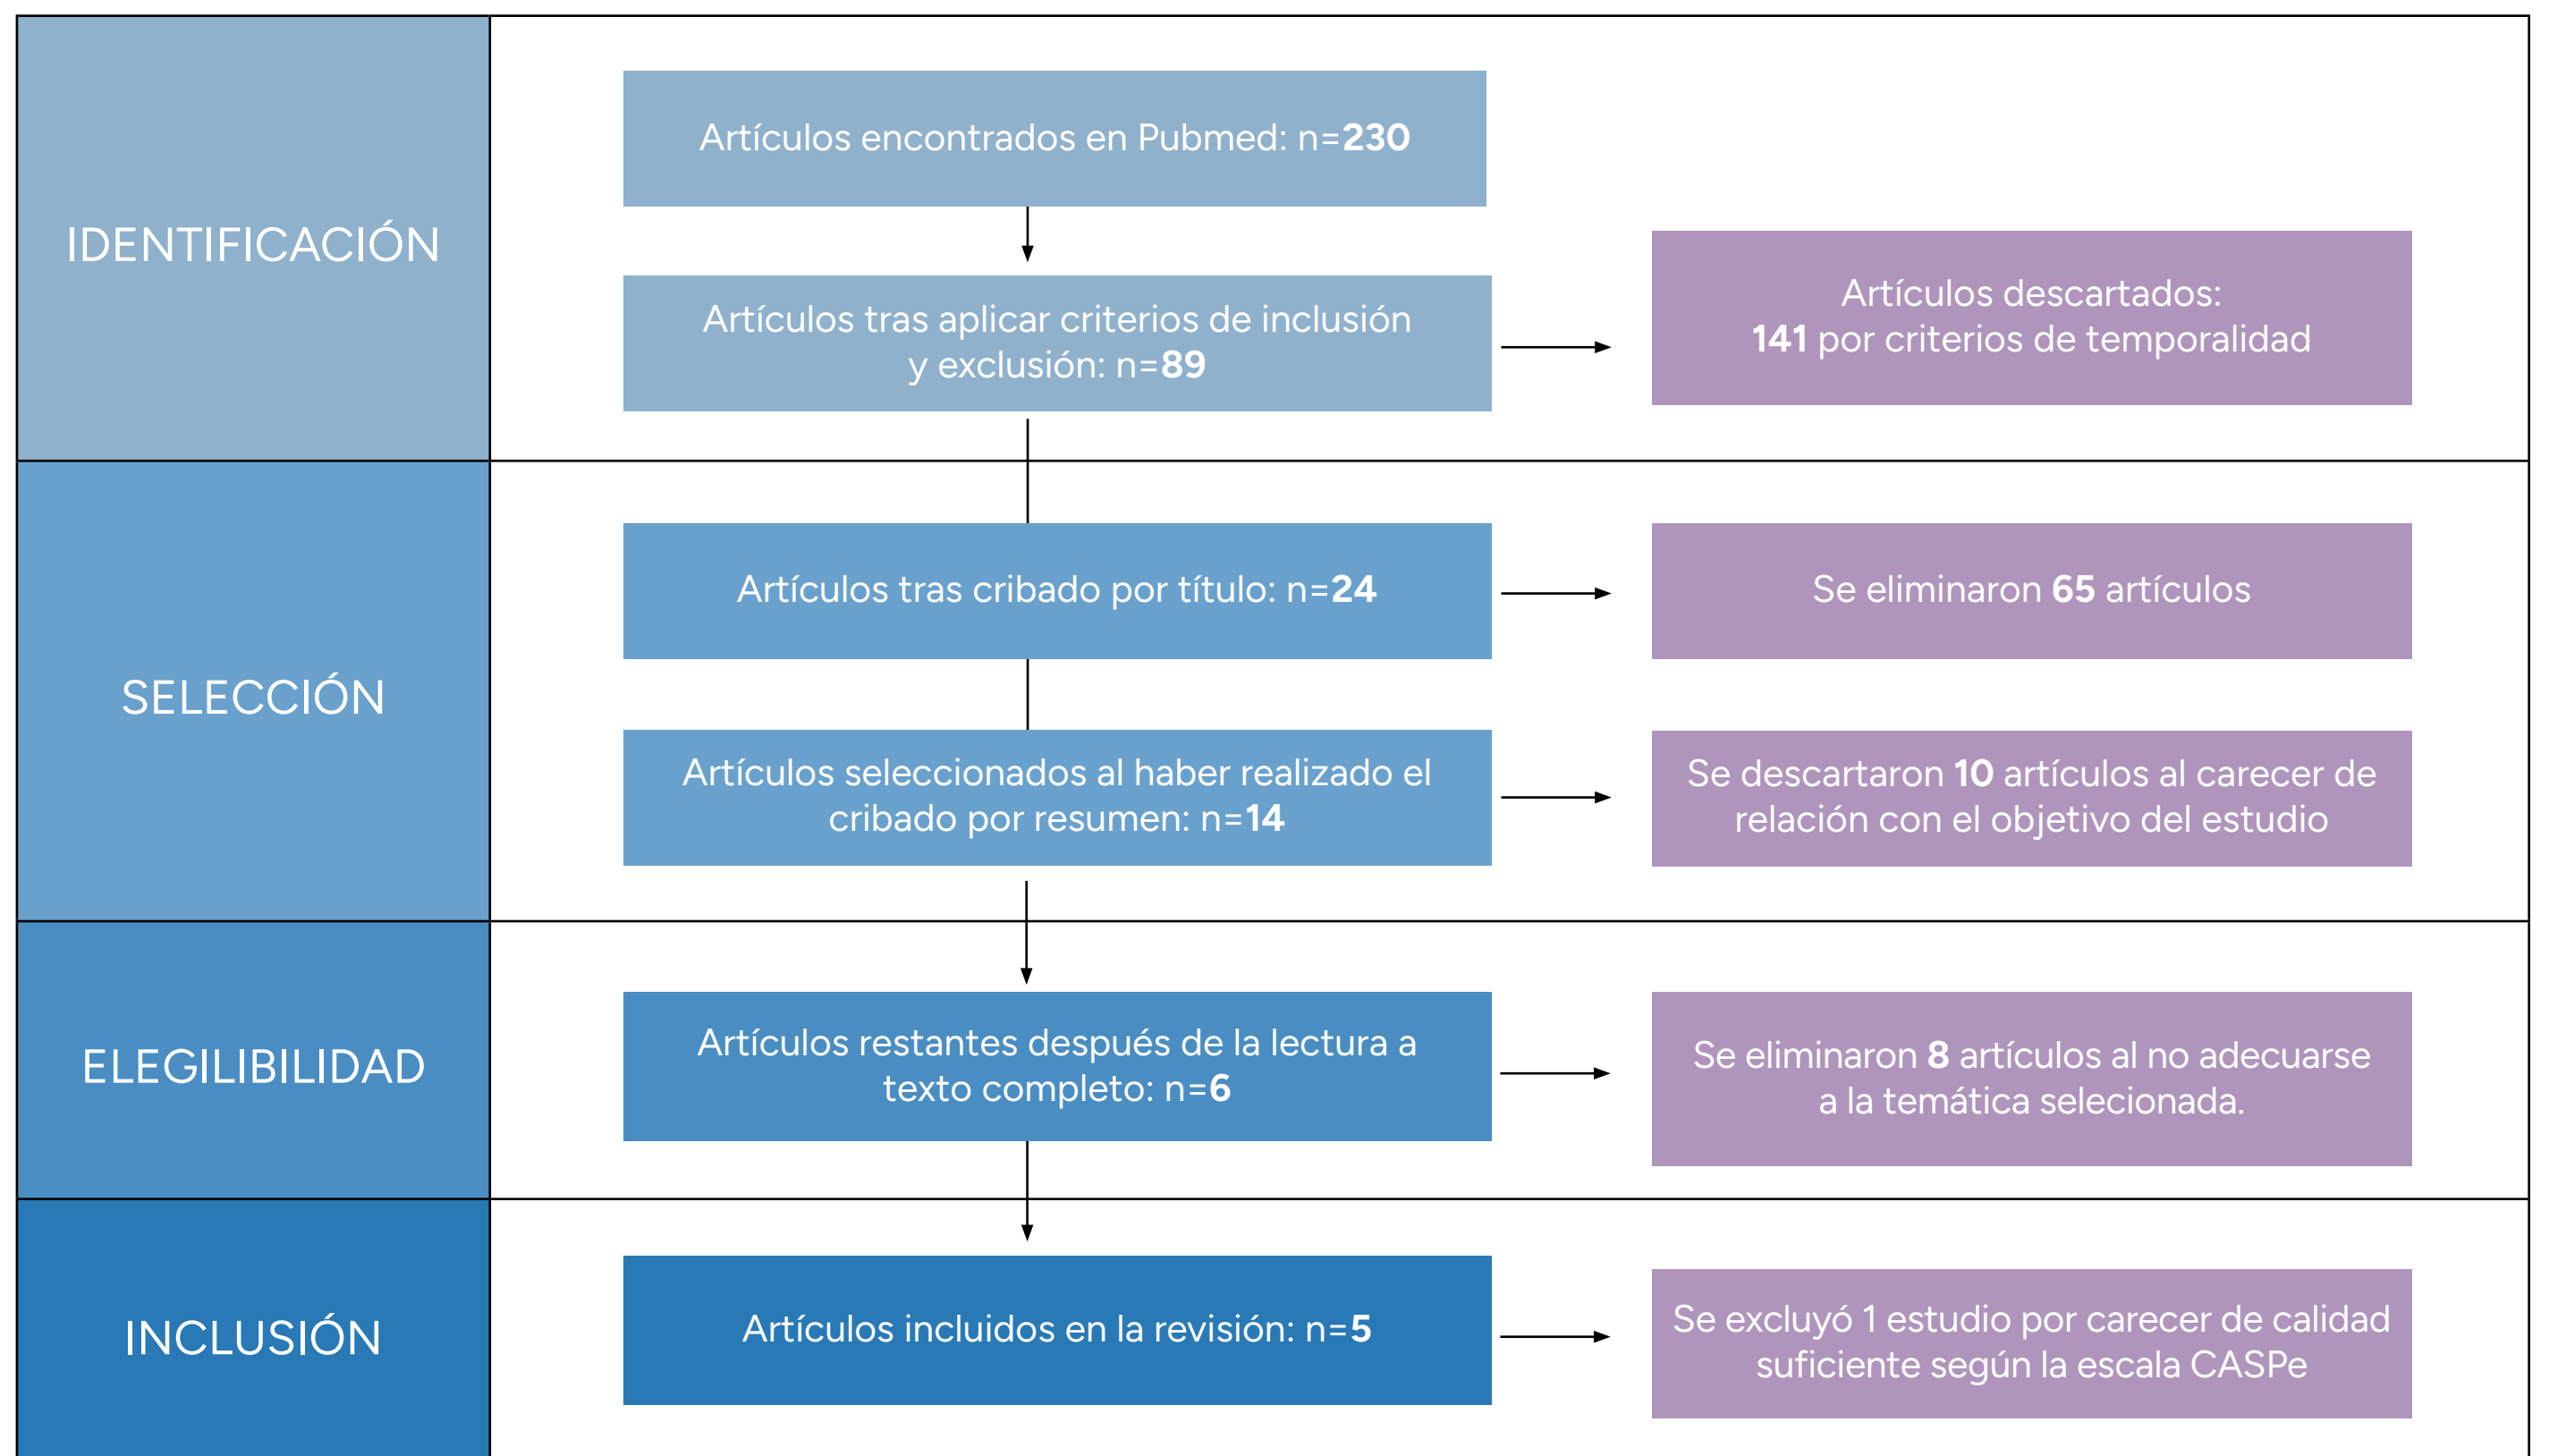 IDENTIFICACIÓN
Artículos encontrados en Pubmed: n=230
Artículos tras aplicar criterios de inclusión
y exclusión: n=89
Artículos descartados:
141 por criterios de temporalidad
SELECCIÓN
Artículos tras cribado por título: n=24
Se eliminaron 65 artículos
Artículos seleccionados al haber realizado el
cribado por resumen: n=14
Se descartaron 10 artículos al carecer de
relación con el objetivo del estudio
ELEGILIBILIDAD
Artículos restantes después de la lectura a
texto completo: n=6
Se eliminaron 8 artículos al no adecuarse
a la temática selecionada.
INCLUSIÓN
Artículos incluidos en la revisión: n=5
Se excluyó 1 estudio por carecer de calidad
suficiente según la escala CASPe